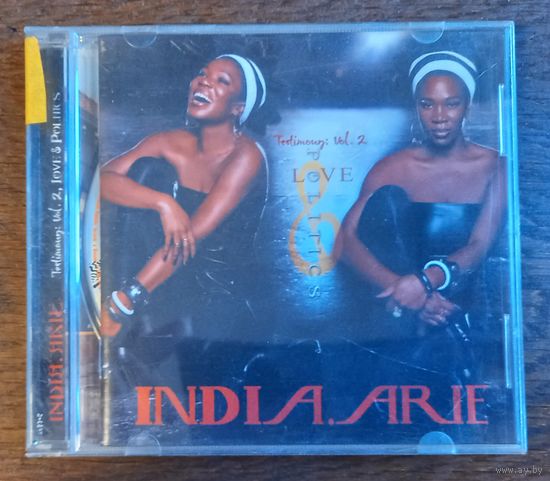 Testimony: Vol. 2
LOVE
&
POLITICS
INDIA.ARIE
INDIA.ARIE Testimony: Vol. 2, LOVE & POLITICS
www.ay.by